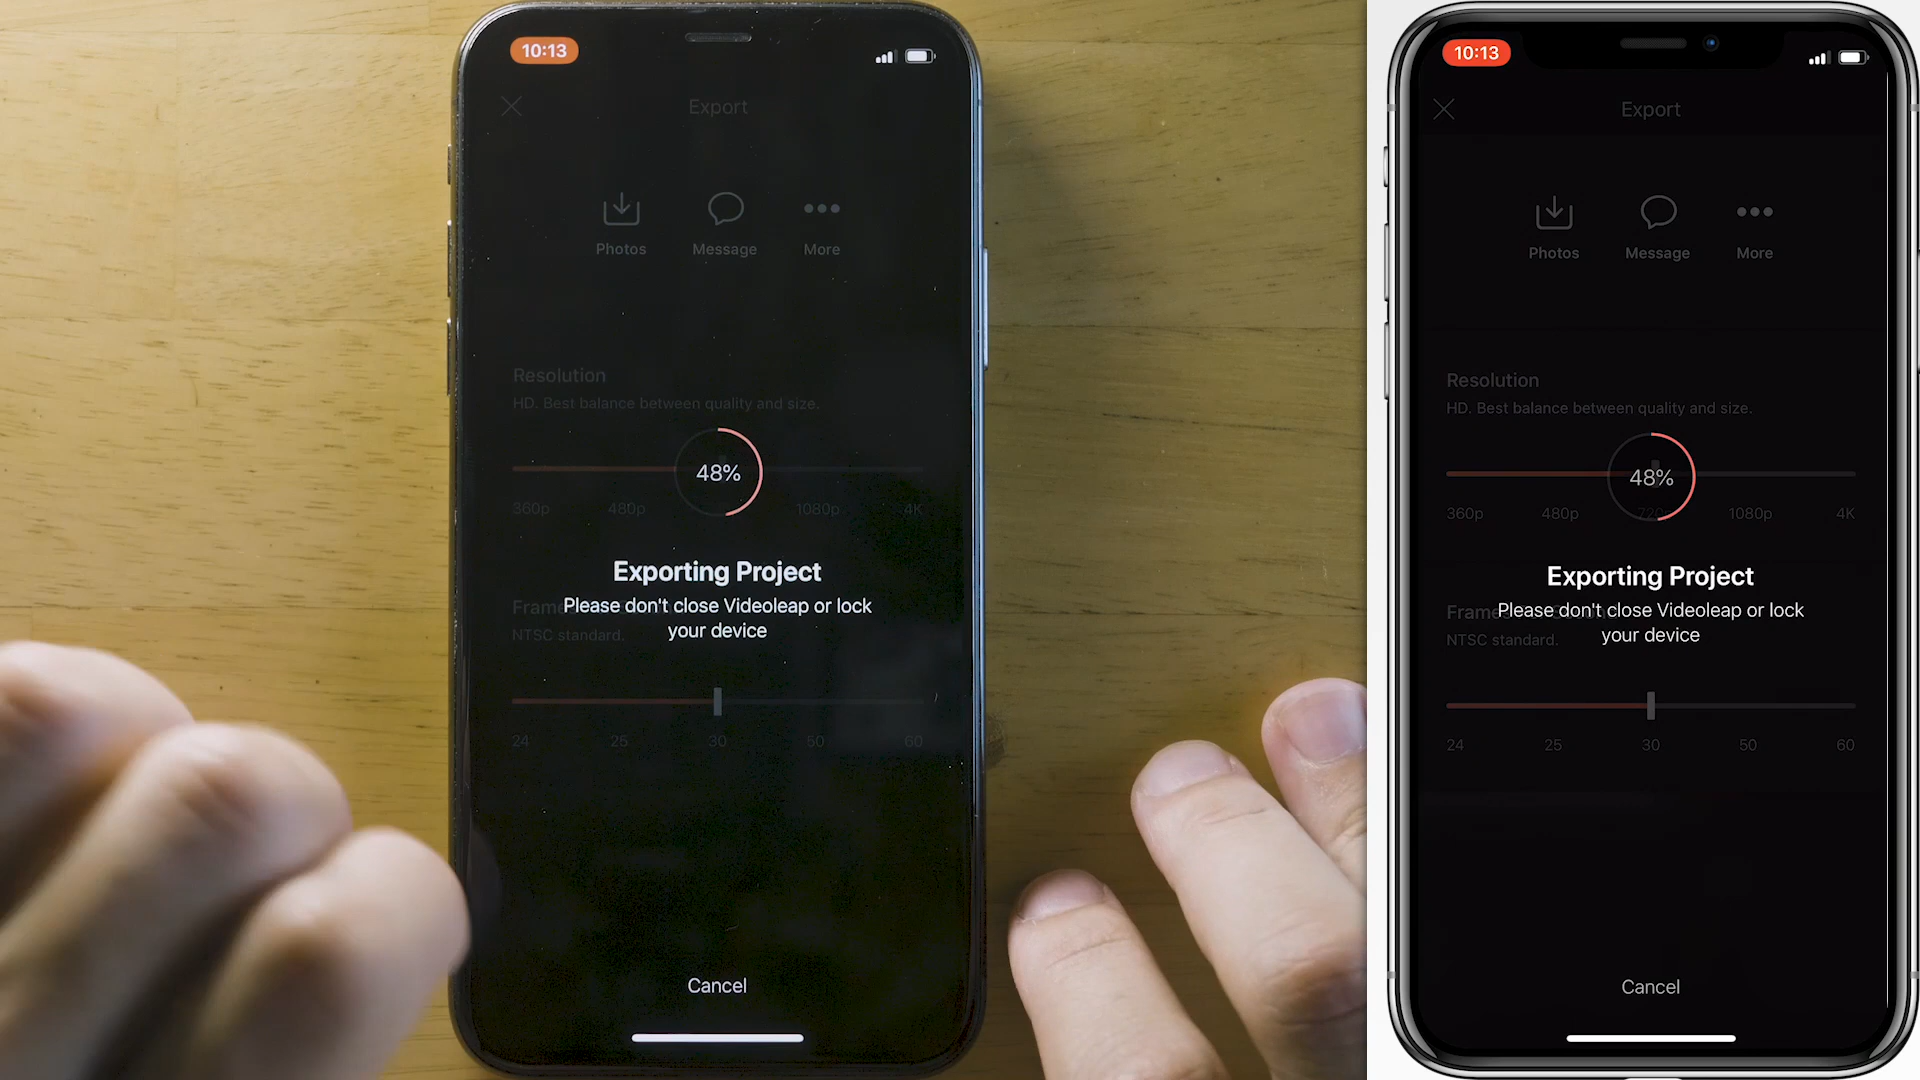 10:13
Export
Photos Message More
Resolution
HD. Best balance between quality and size.
48%
360p 480p 1080p 4K
Exporting Project
Please don't close Videoleap or lock
your device
NTSC standard.
24 25 30 50 60
Cancel
10:13
Export
Photos Message More
Resolution
HD. Best balance between quality and size.
48%
360p 480p 720p 1080p 4K
Exporting Project
Please don't close Videoleap or lock
your device
NTSC standard.
24 25 30 50 60
Cancel